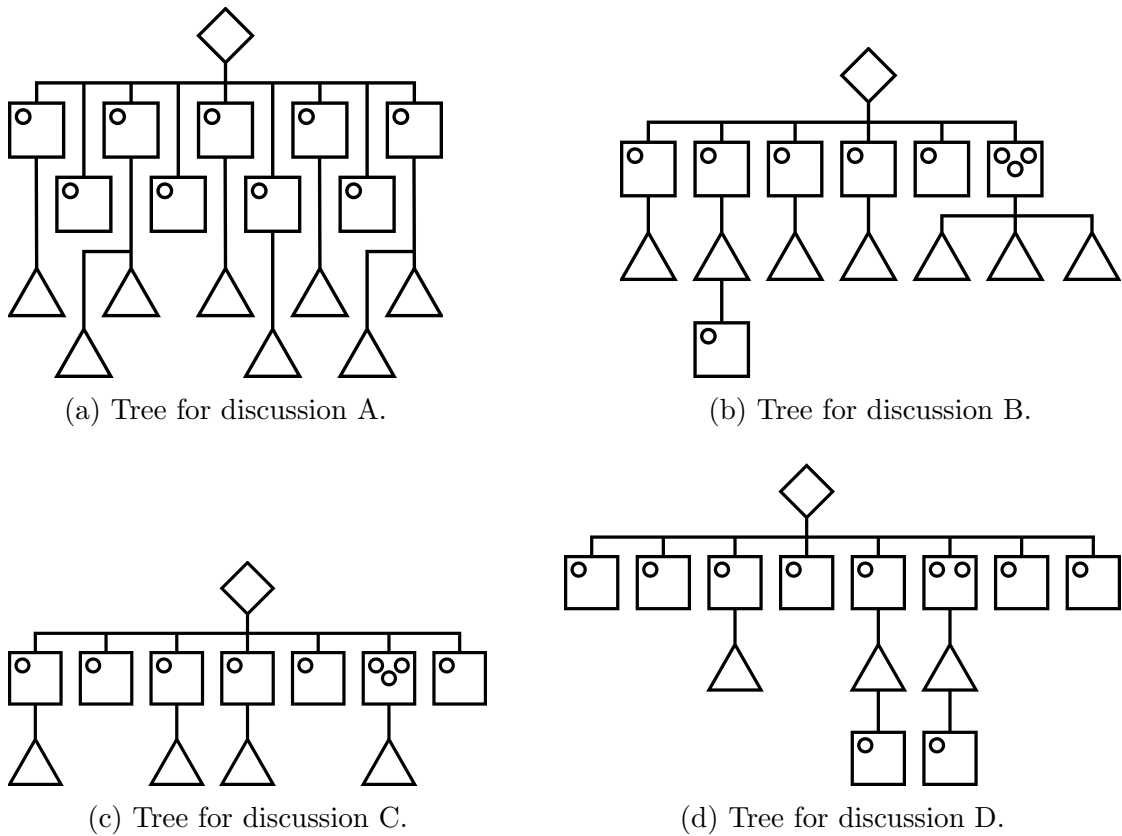 (a) Tree for discussion A.
(b) Tree for discussion B.
(c) Tree for discussion C.
(d) Tree for discussion D.